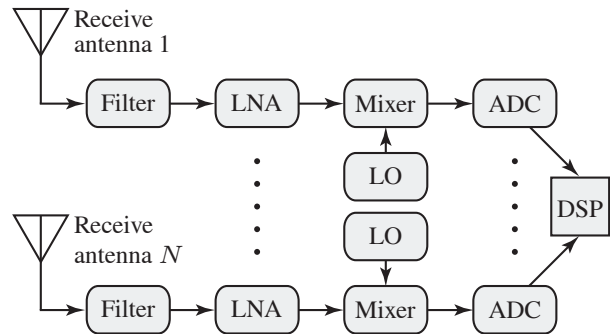 Receive
antenna 1
Filter
LNA
Mixer
ADC
LO
DSP
LO
Receive
antenna N
Filter
LNA
Mixer
ADC